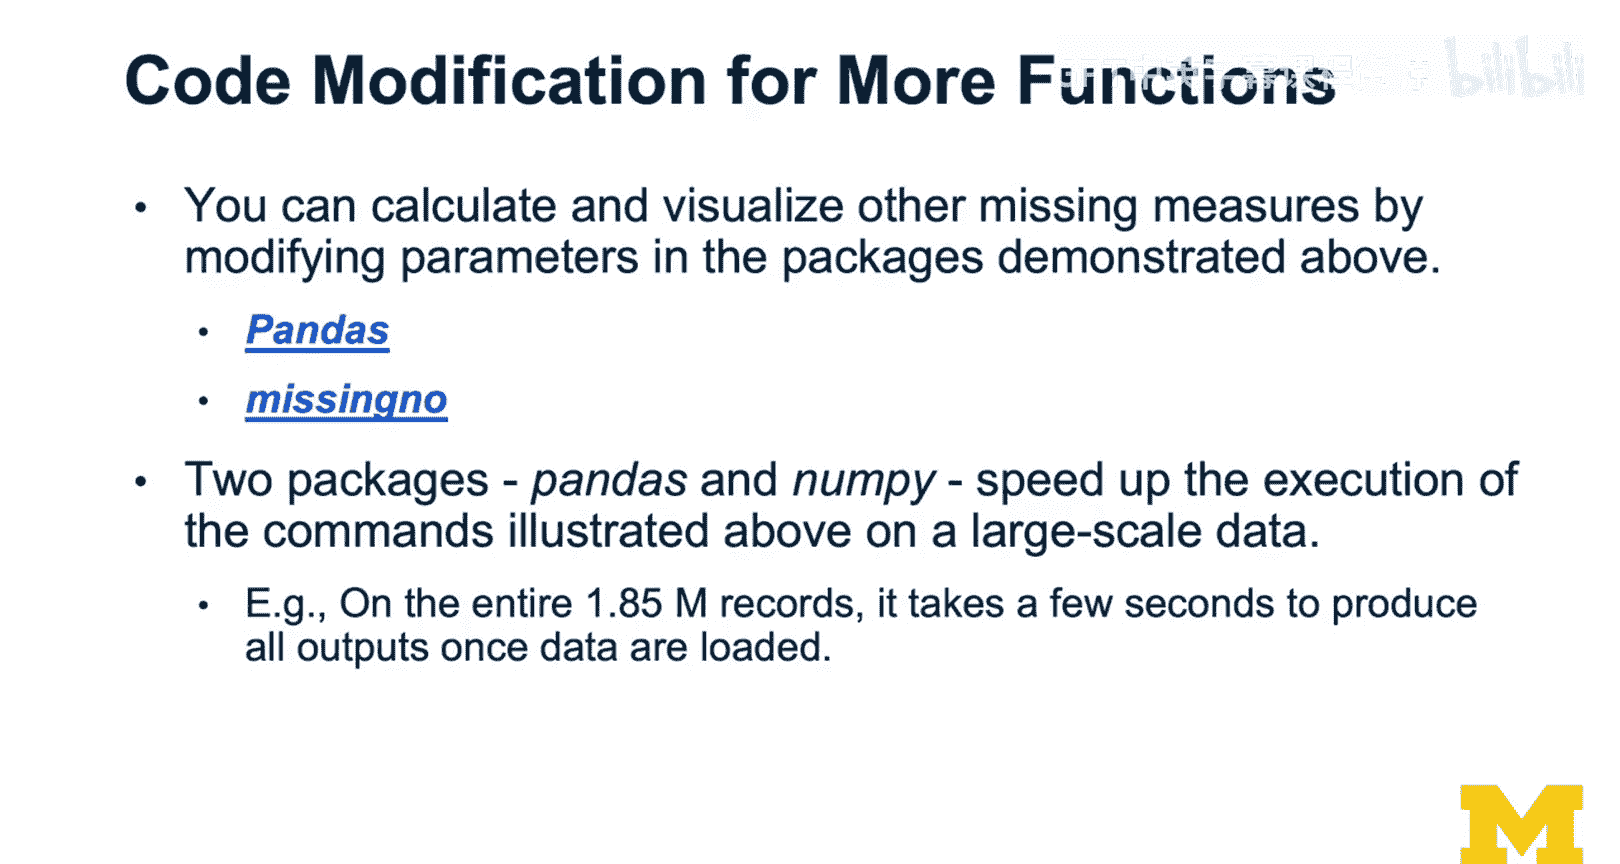 Code Modification for More Functions
bilibili
• You can calculate and visualize other missing measures by
modifying parameters in the packages demonstrated above.
• Pandas
• missingno
• Two packages - pandas and numpy - speed up the execution of
the commands illustrated above on a large-scale data.
• E.g., On the entire 1.85 M records, it takes a few seconds to produce
all outputs once data are loaded.
M